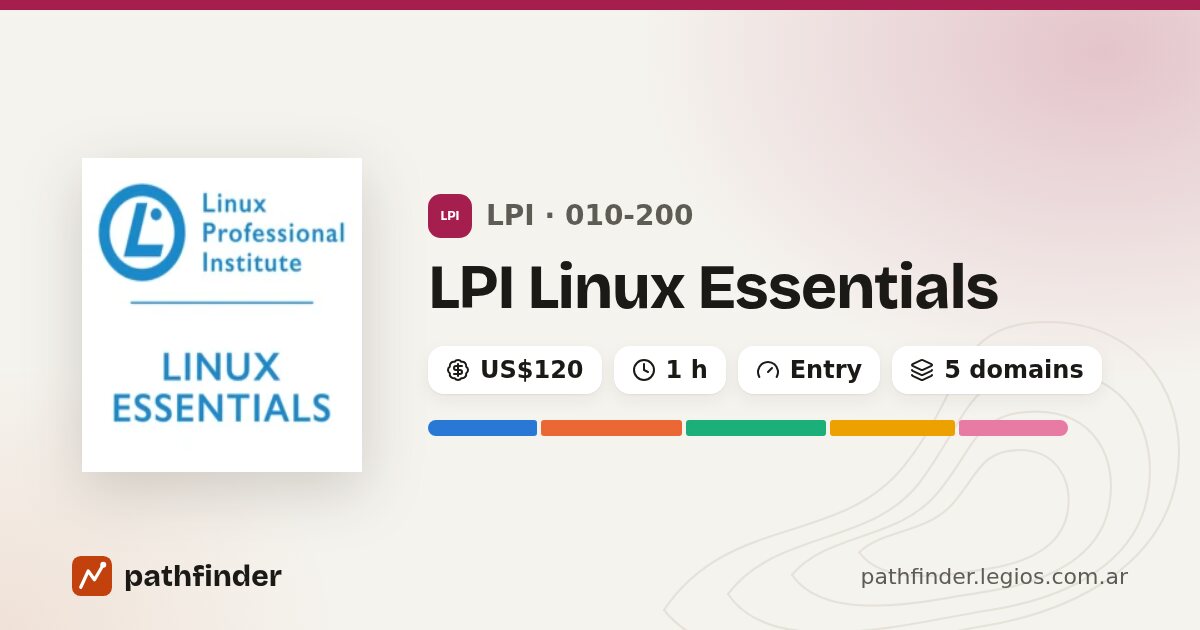 Linux
Professional
Institute
LINUX
ESSENTIALS
LPI
LPI · 010-200
LPI Linux Essentials
US$120
1 h
Entry
5 domains
pathfinder
pathfinder.legios.com.ar